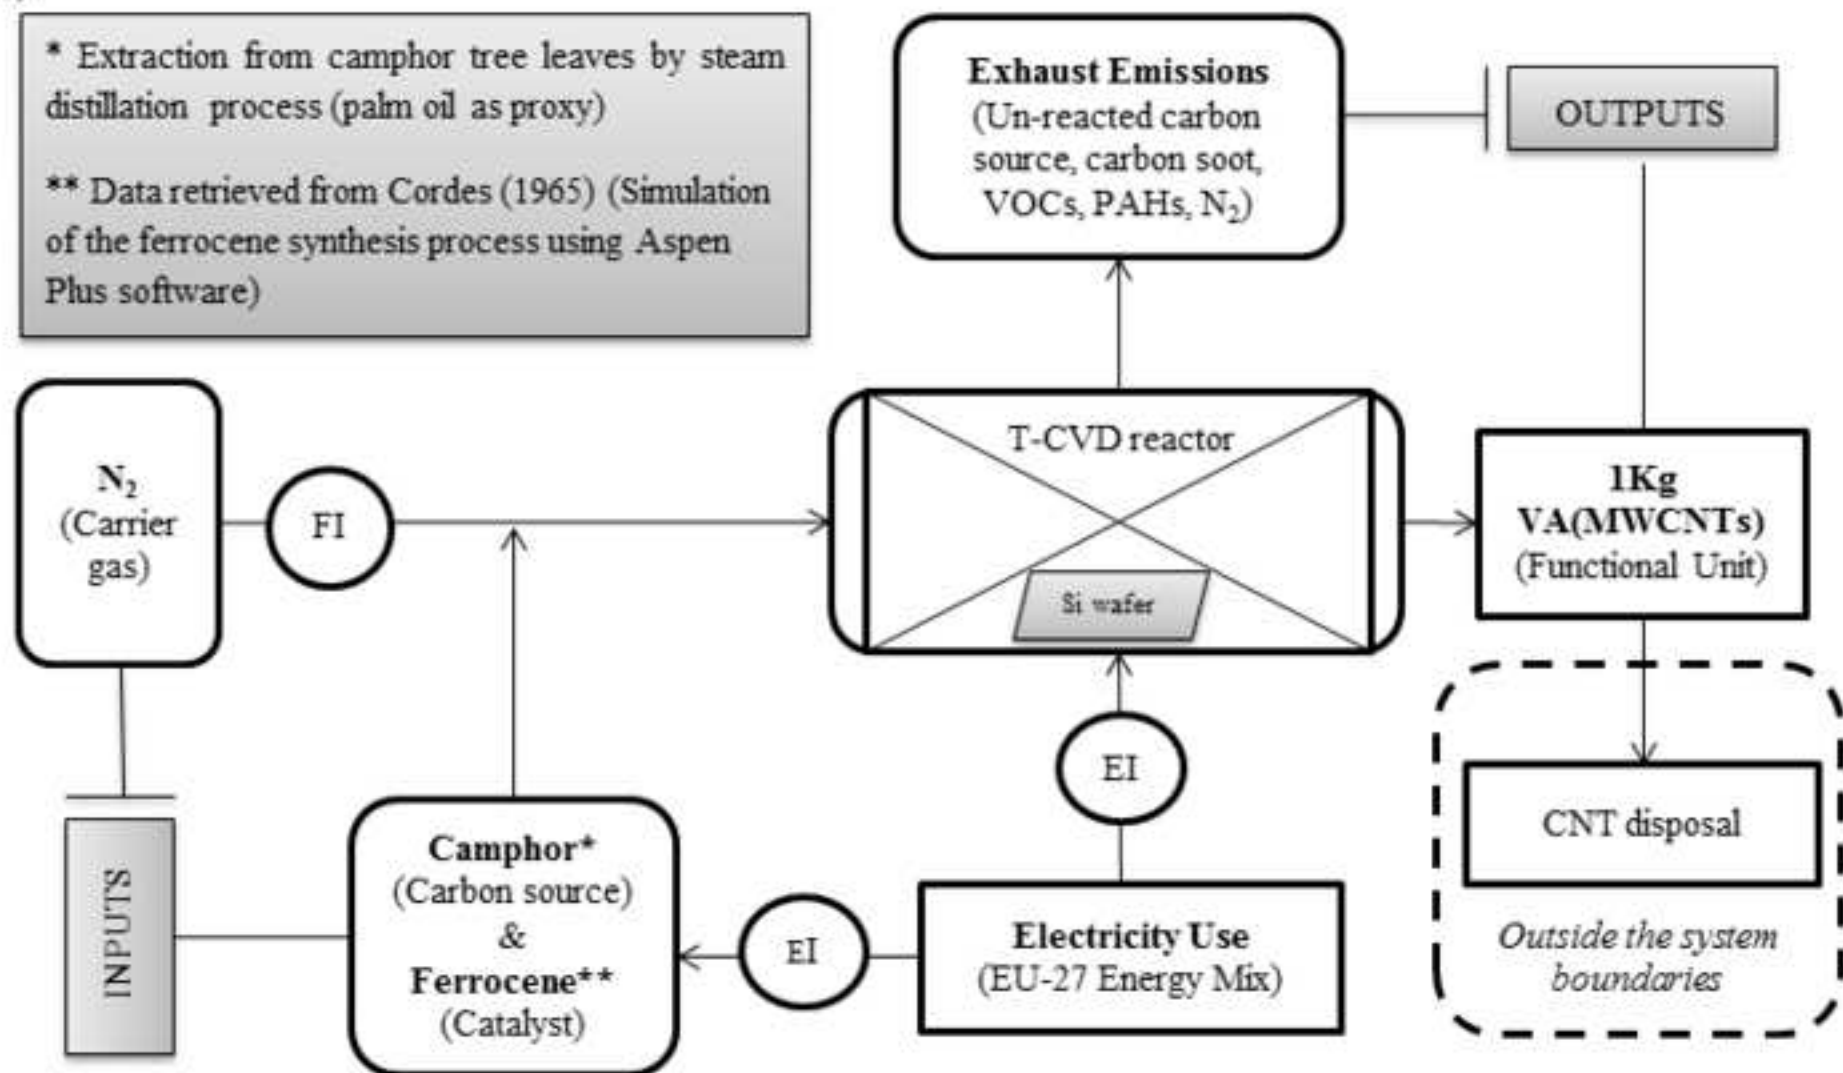 * Extraction from camphor tree leaves by steam
distillation process (palm oil as proxy)
** Data retrieved from Cordes (1965) (Simulation
of the ferrocene synthesis process using Aspen
Plus software)
Exhaust Emissions
(Un-reacted carbon
source, carbon soot,
VOCs, PAHs, N₂)
OUTPUTS
N₂
(Carrier
gas)
FI
T-CVD reactor
Si wafer
1Kg
VA(MWCNTs)
(Functional Unit)
EI
CNT disposal
Outside the system
boundaries
INPUTS
Camphor*
(Carbon source)
&
Ferrocene**
(Catalyst)
EI
Electricity Use
(EU-27 Energy Mix)